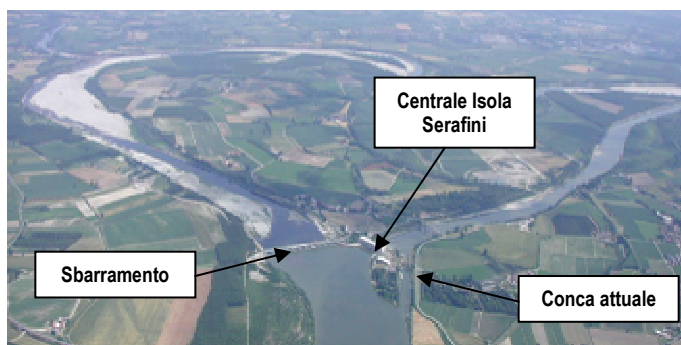 Centrale Isola
Serafini
Sbarramento
Conca attuale